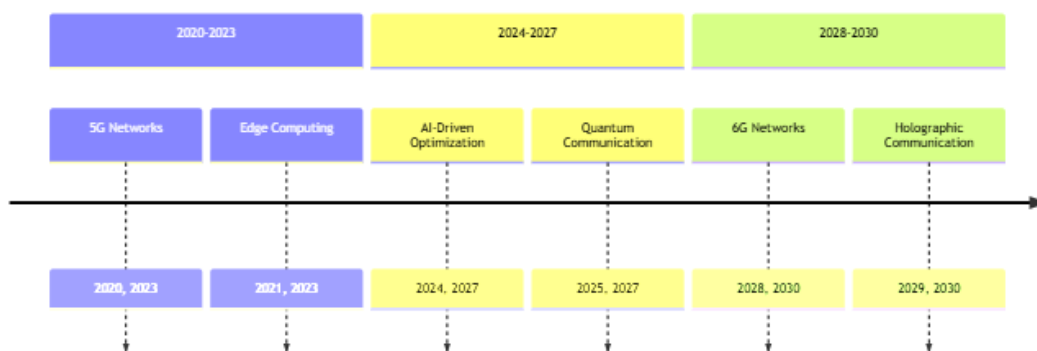 2020-2023
2024-2027
2028-2030
5G Networks
Edge Computing
AI-Driven
Optimization
Quantum
Communication
6G Networks
Holographic
Communication
2020, 2023
2021, 2023
2024, 2027
2025, 2027
2028, 2030
2029, 2030